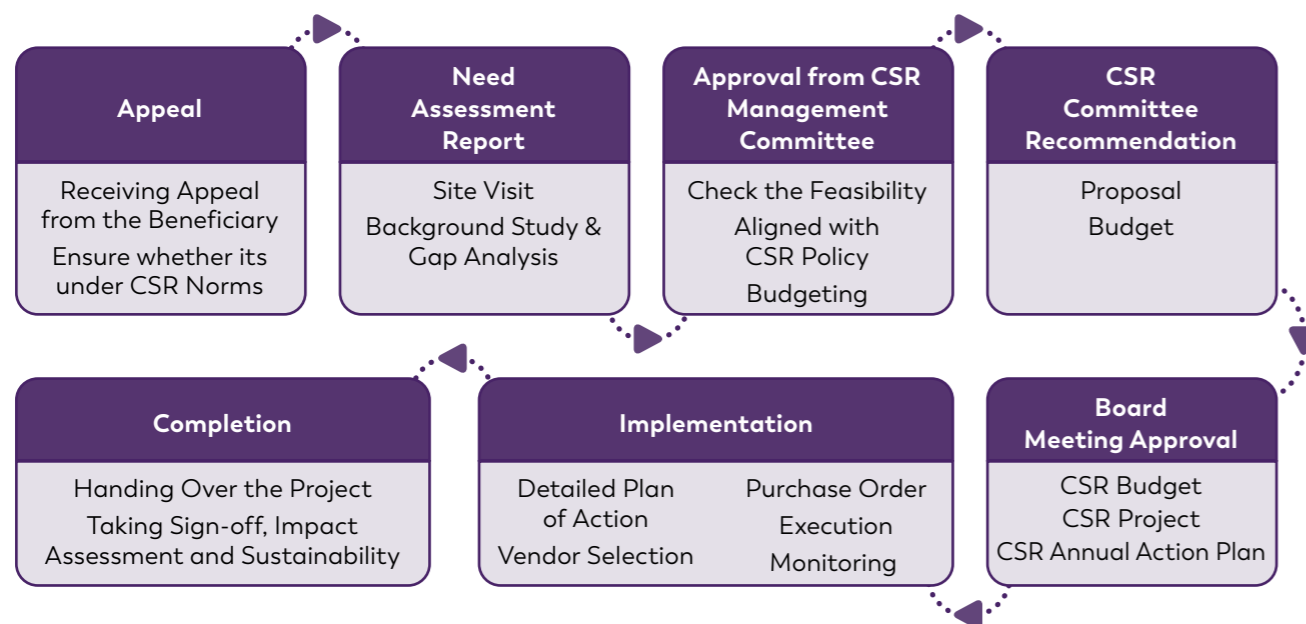 Appeal
Receiving Appeal
from the Beneficiary
Ensure whether its
under CSR Norms
Need
Assessment
Report
Site Visit
Background Study &
Gap Analysis
Approval from CSR
Management
Committee
Check the Feasibility
Aligned with
CSR Policy
Budgeting
CSR
Committee
Recommendation
Proposal
Budget
Board
Meeting Approval
CSR Budget
CSR Project
CSR Annual Action Plan
Implementation
Detailed Plan
of Action
Vendor Selection
Purchase Order
Execution
Monitoring
Completion
Handing Over the Project
Taking Sign-off, Impact
Assessment and Sustainability